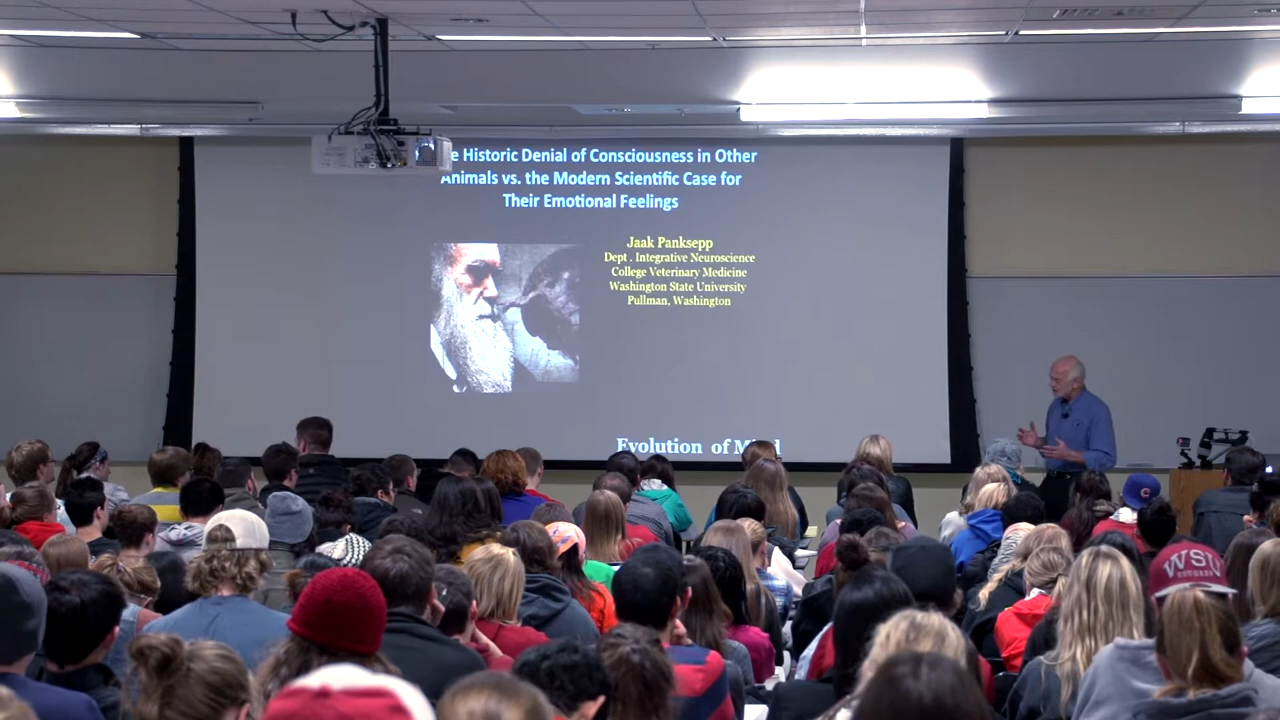 e Historic Denial of Consciousness in Other
Animals vs. the Modern Scientific Case for
Their Emotional Feelings
Jaak Panksepp
Dept . Integrative Neuroscience
College Veterinary Medicine
Washington State University
Pullman, Washington
Evolution of Mind
C
WSU
COUGARS